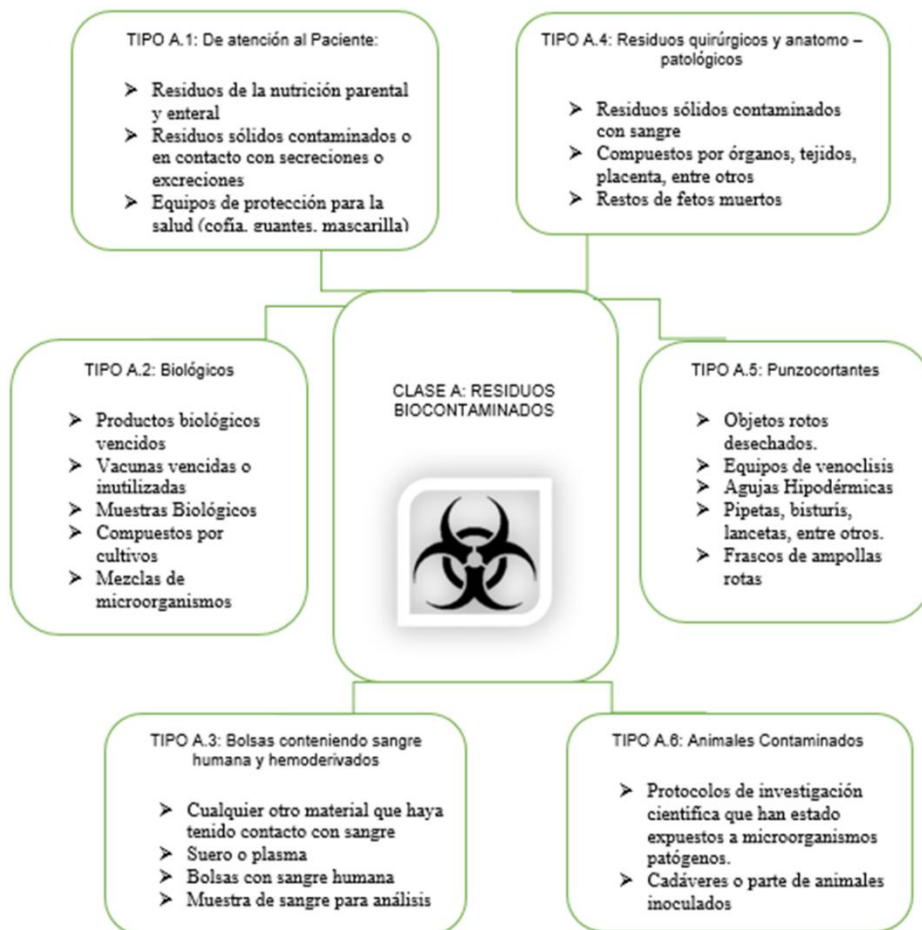 TIPO A.1: De atención al Paciente:
➤ Residuos de la nutrición parental
y enteral
➤ Residuos sólidos contaminados o
en contacto con secreciones o
excreciones
➤ Equipos de protección para la
salud (cofía, guantes, mascarilla)
TIPO A.4: Residuos quirúrgicos y anatomo –
patológicos
➤ Residuos sólidos contaminados
con sangre
➤ Compuestos por órganos, tejidos,
placenta, entre otros
➤ Restos de fetos muertos
TIPO A.2: Biológicos
➤ Productos biológicos
vencidos
➤ Vacunas vencidas o
inutilizadas
➤ Muestras Biológicos
➤ Compuestos por
cultivos
➤ Mezclas de
microorganismos
CLASE A: RESIDUOS
BIOCONTAMINADOS
TIPO A.5: Punzocortantes
➤ Objetos rotos
desechados.
➤ Equipos de venoclisis
➤ Agujas Hipodérmicas
➤ Pipetas, bisturis,
lancetas, entre otros.
➤ Frascos de ampollas
rotas
TIPO A.3: Bolsas conteniendo sangre
humana y hemoderivados
➤ Cualquier otro material que haya
tenido contacto con sangre
➤ Suero o plasma
➤ Bolsas con sangre humana
➤ Muestra de sangre para análisis
TIPO A.6: Animales Contaminados
➤ Protocolos de investigación
científica que han estado
expuestos a microorganismos
patógenos.
➤ Cadáveres o parte de animales
inoculados